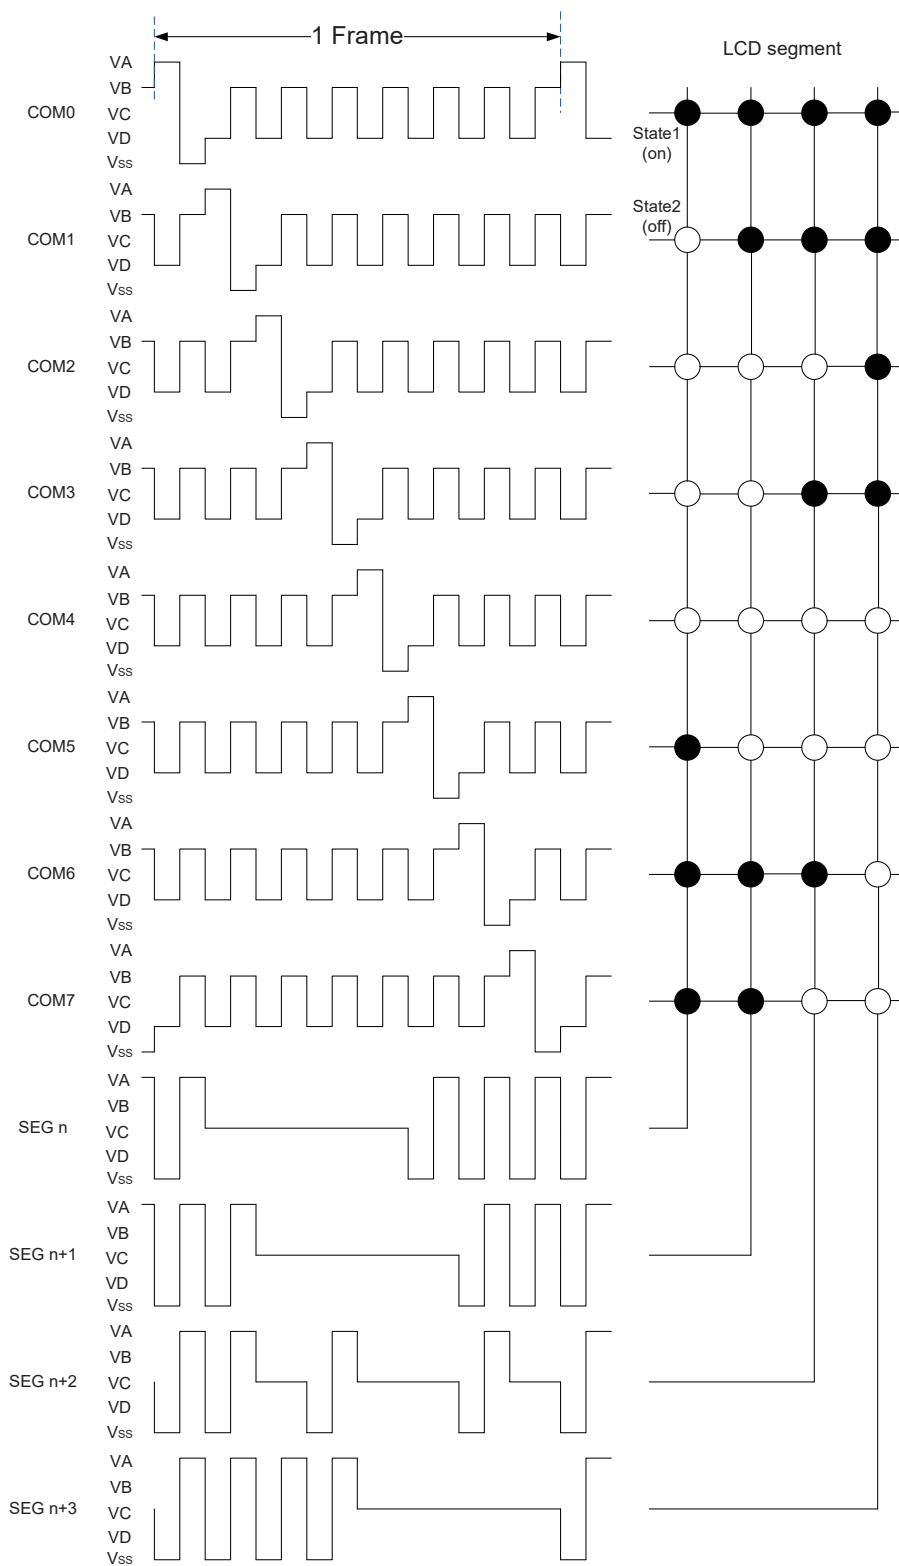 1 Frame
LCD segment
VA
VB
COM0
VC
VD
Vss
State1
(on)
VA
VB
State2
(off)
COM1
VC
VD
Vss
VA
VB
COM2
VC
VD
Vss
VA
VB
COM3
VC
VD
Vss
VA
VB
COM4
VC
VD
Vss
VA
VB
COM5
VC
VD
Vss
VA
VB
COM6
VC
VD
Vss
VA
VB
COM7
VC
VD
Vss
VA
VB
SEG n
VC
VD
Vss
VA
VB
SEG n+1
VC
VD
Vss
VA
VB
SEG n+2
VC
VD
Vss
VA
VB
SEG n+3
VC
VD
Vss